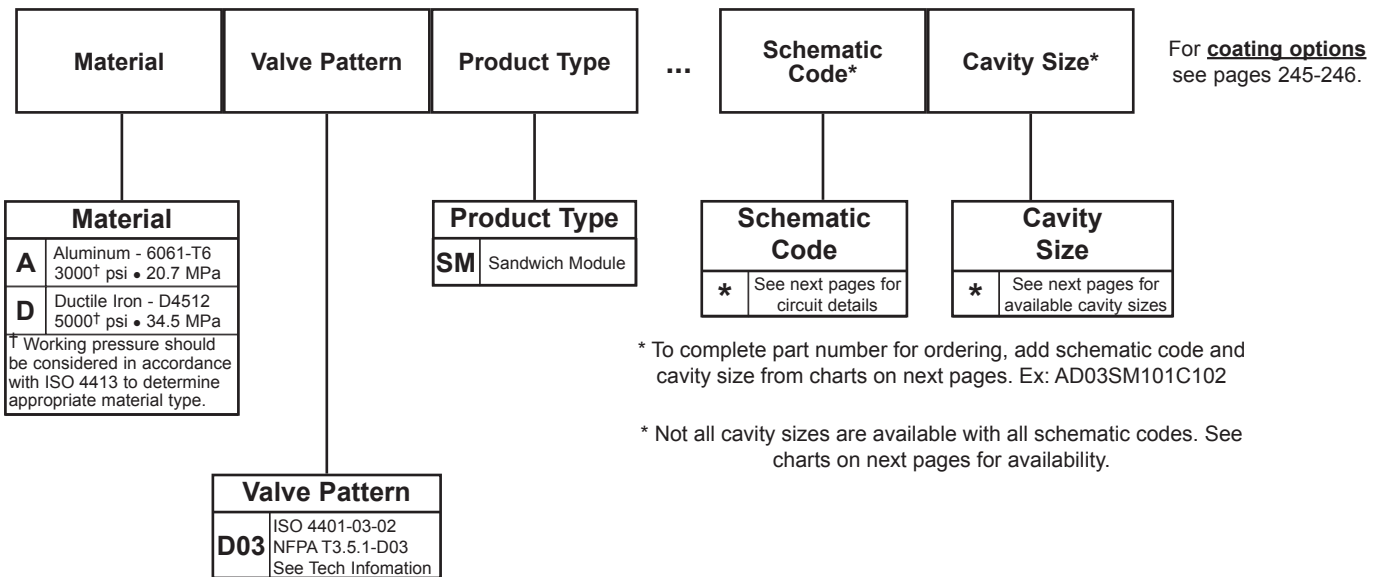 Material
Valve Pattern
Product Type
...
Schematic
Code*
Cavity Size*
For coating options
see pages 245-246.
Material
A
Aluminum - 6061-T6
3000† psi • 20.7 MPa
D
Ductile Iron - D4512
5000† psi • 34.5 MPa
† Working pressure should
be considered in accordance
with ISO 4413 to determine
appropriate material type.
Product Type
SM
Sandwich Module
Schematic
Code
*
See next pages for
circuit details
Cavity
Size
*
See next pages for
available cavity sizes
* To complete part number for ordering, add schematic code and
cavity size from charts on next pages. Ex: AD03SM101C102
* Not all cavity sizes are available with all schematic codes. See
charts on next pages for availability.
Valve Pattern
D03
ISO 4401-03-02
NFPA T3.5.1-D03
See Tech Infomation